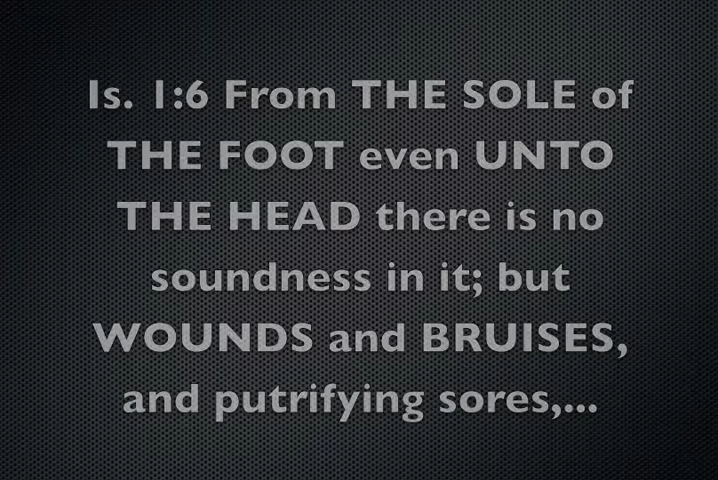 Is. 1:6 From THE SOLE of
THE FOOT even UNTO
THE HEAD there is no
soundness in it; but
WOUNDS and BRUISES,
and putrifying sores,...